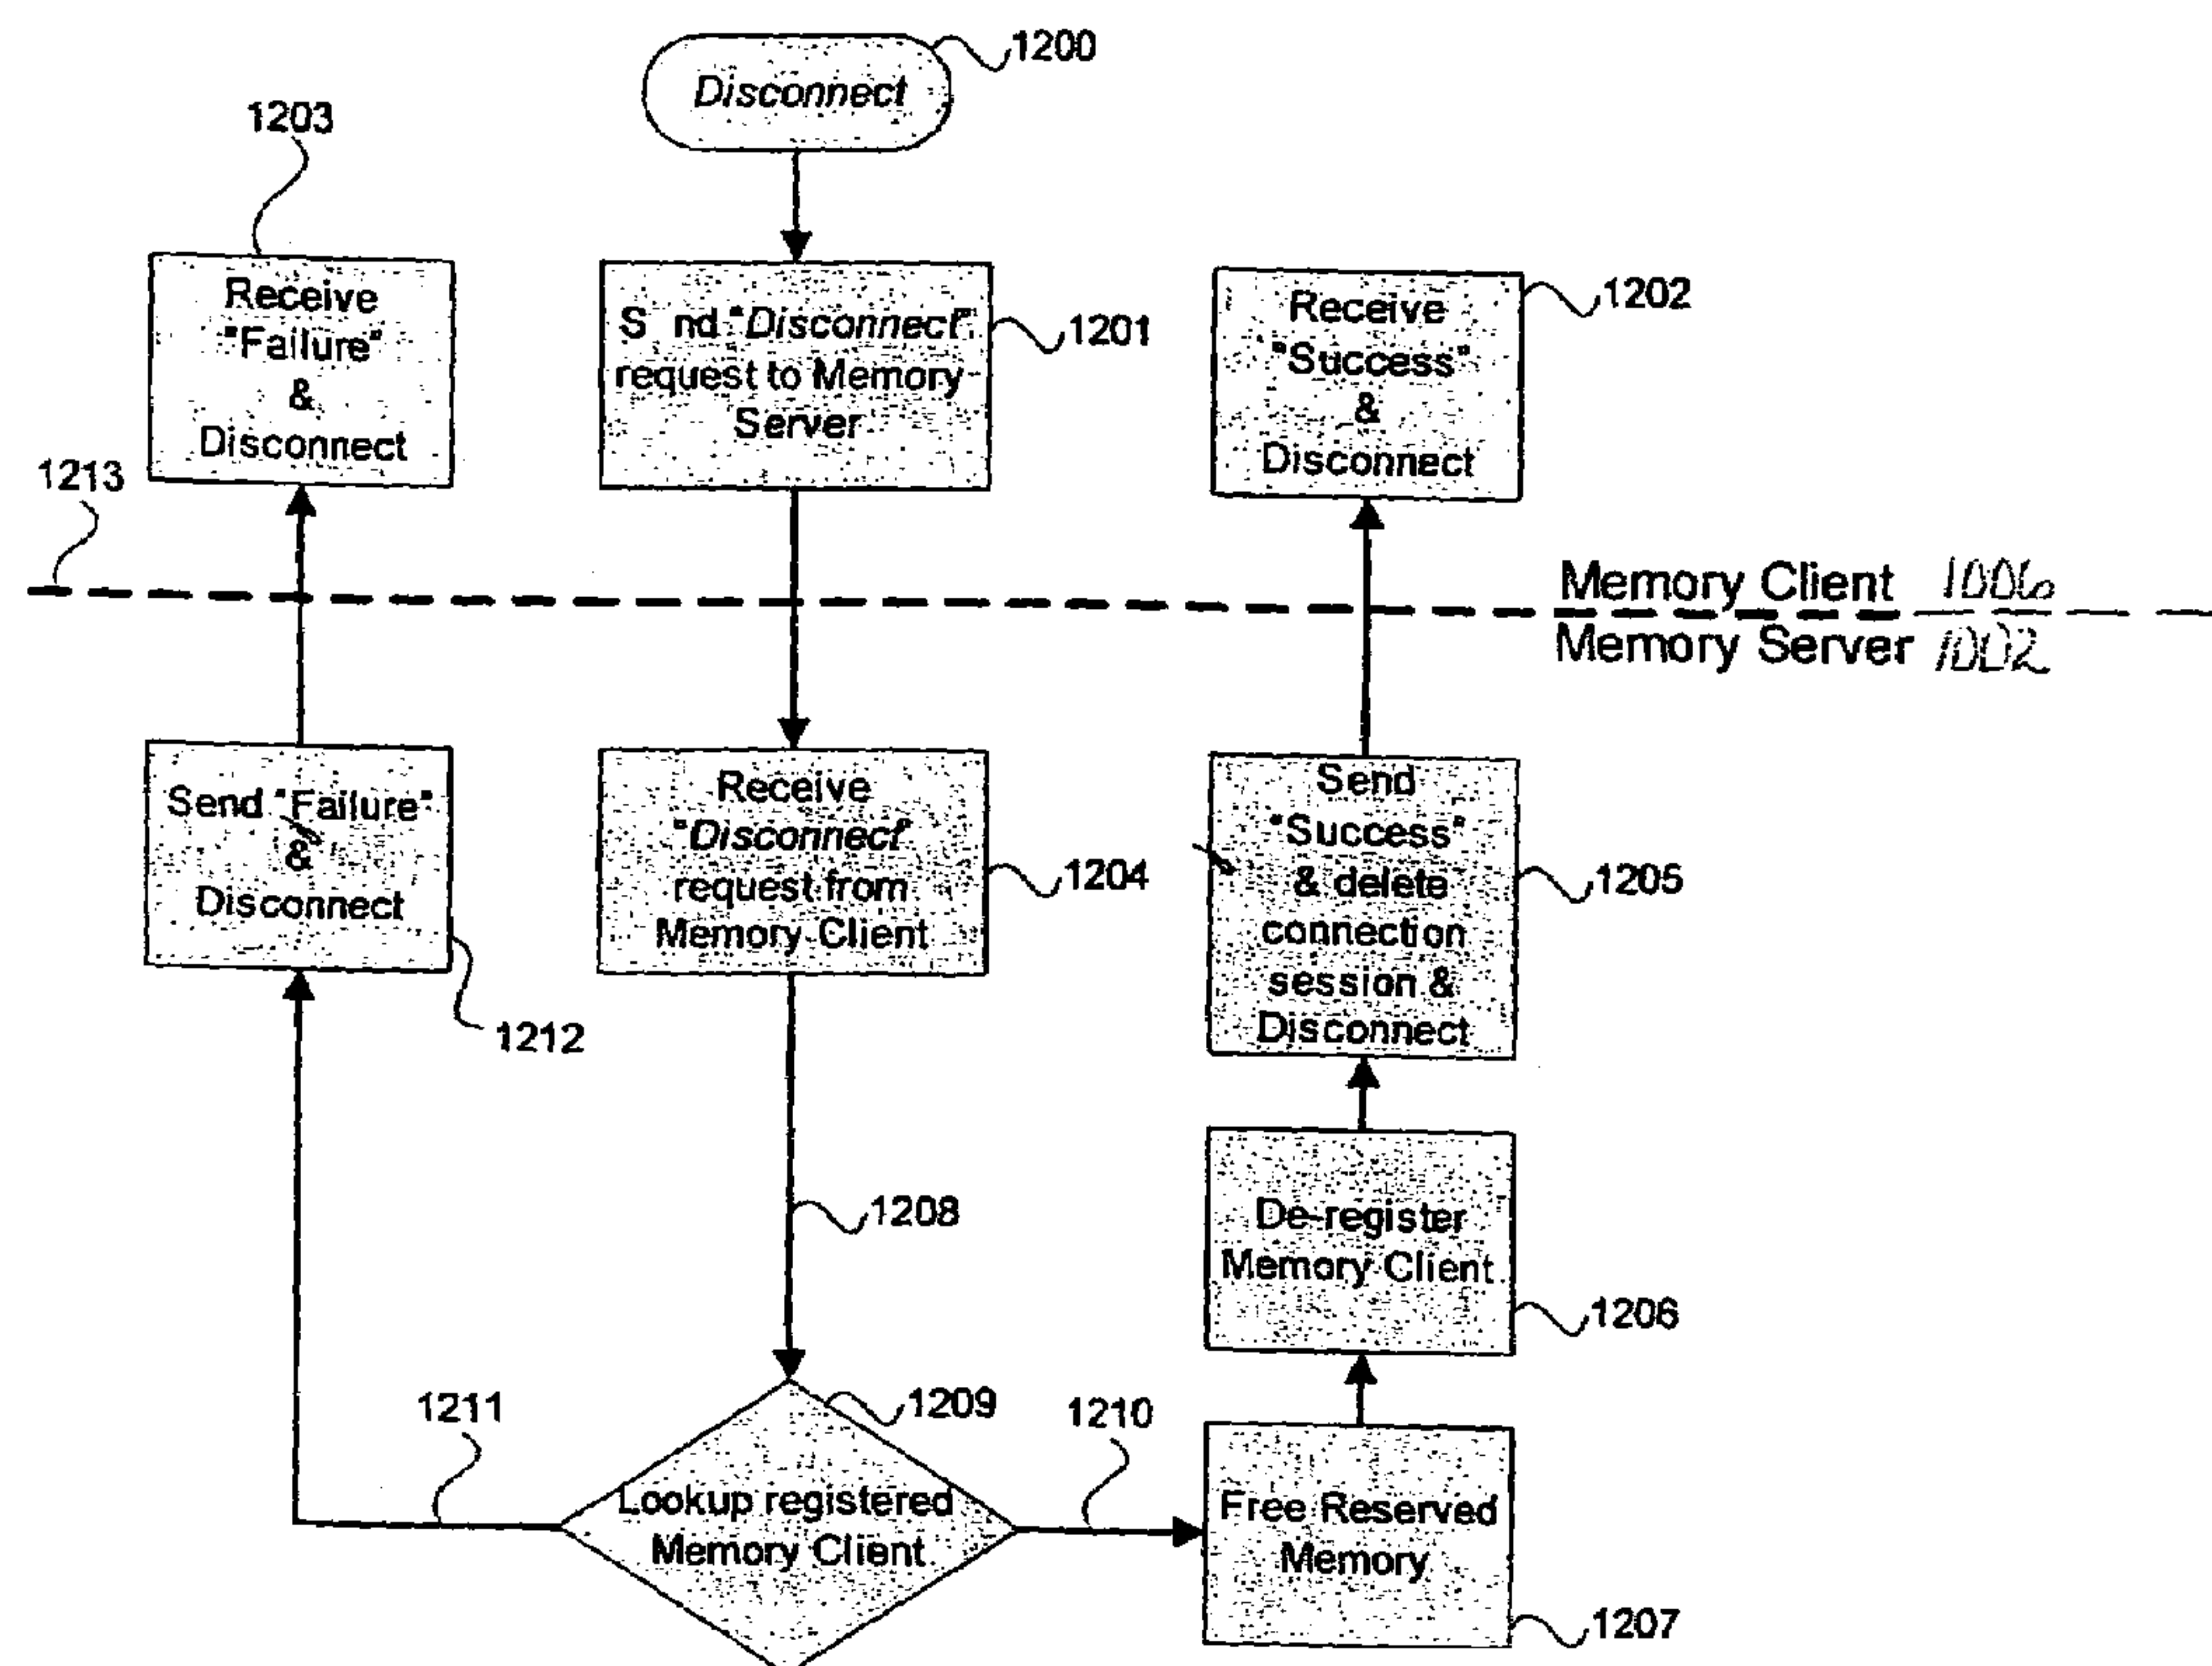 1200
Disconnect
1203
Receive
"Failure"
&
Disconnect
S nd "Disconnect"
request to Memory
Server
1201
Receive
"Success"
&
Disconnect
1202
1213
Memory Client 1006
Memory Server 1002
Send "Failure"
&
Disconnect
1212
Receive
"Disconnect"
request from
Memory Client
1204
Send
"Success"
& delete
connection
session &
Disconnect
1205
1208
De-register
Memory Client
1206
1211
1209
1210
Lookup registered
Memory Client
Free Reserved
Memory
1207